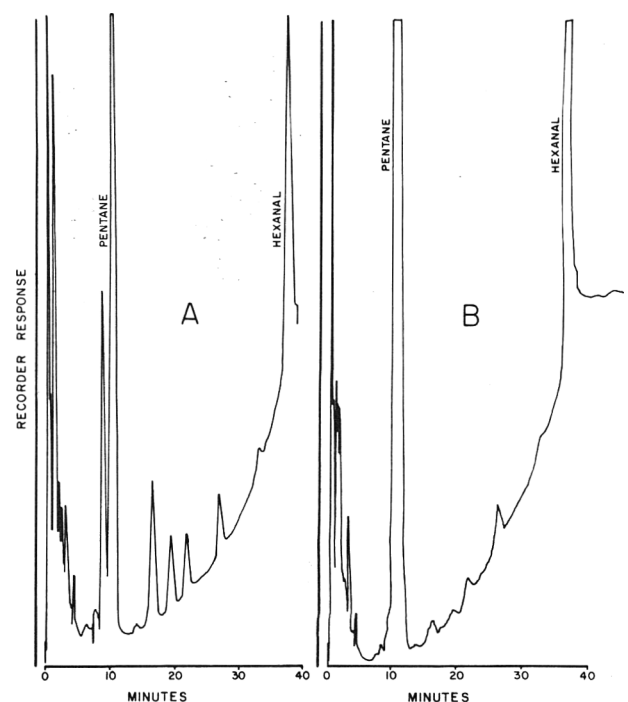 RECORDER RESPONSE
PENTANE
HEXANAL
A
0 10 20 30 40
MINUTES
PENTANE
HEXANAL
B
0 10 20 30 40
MINUTES